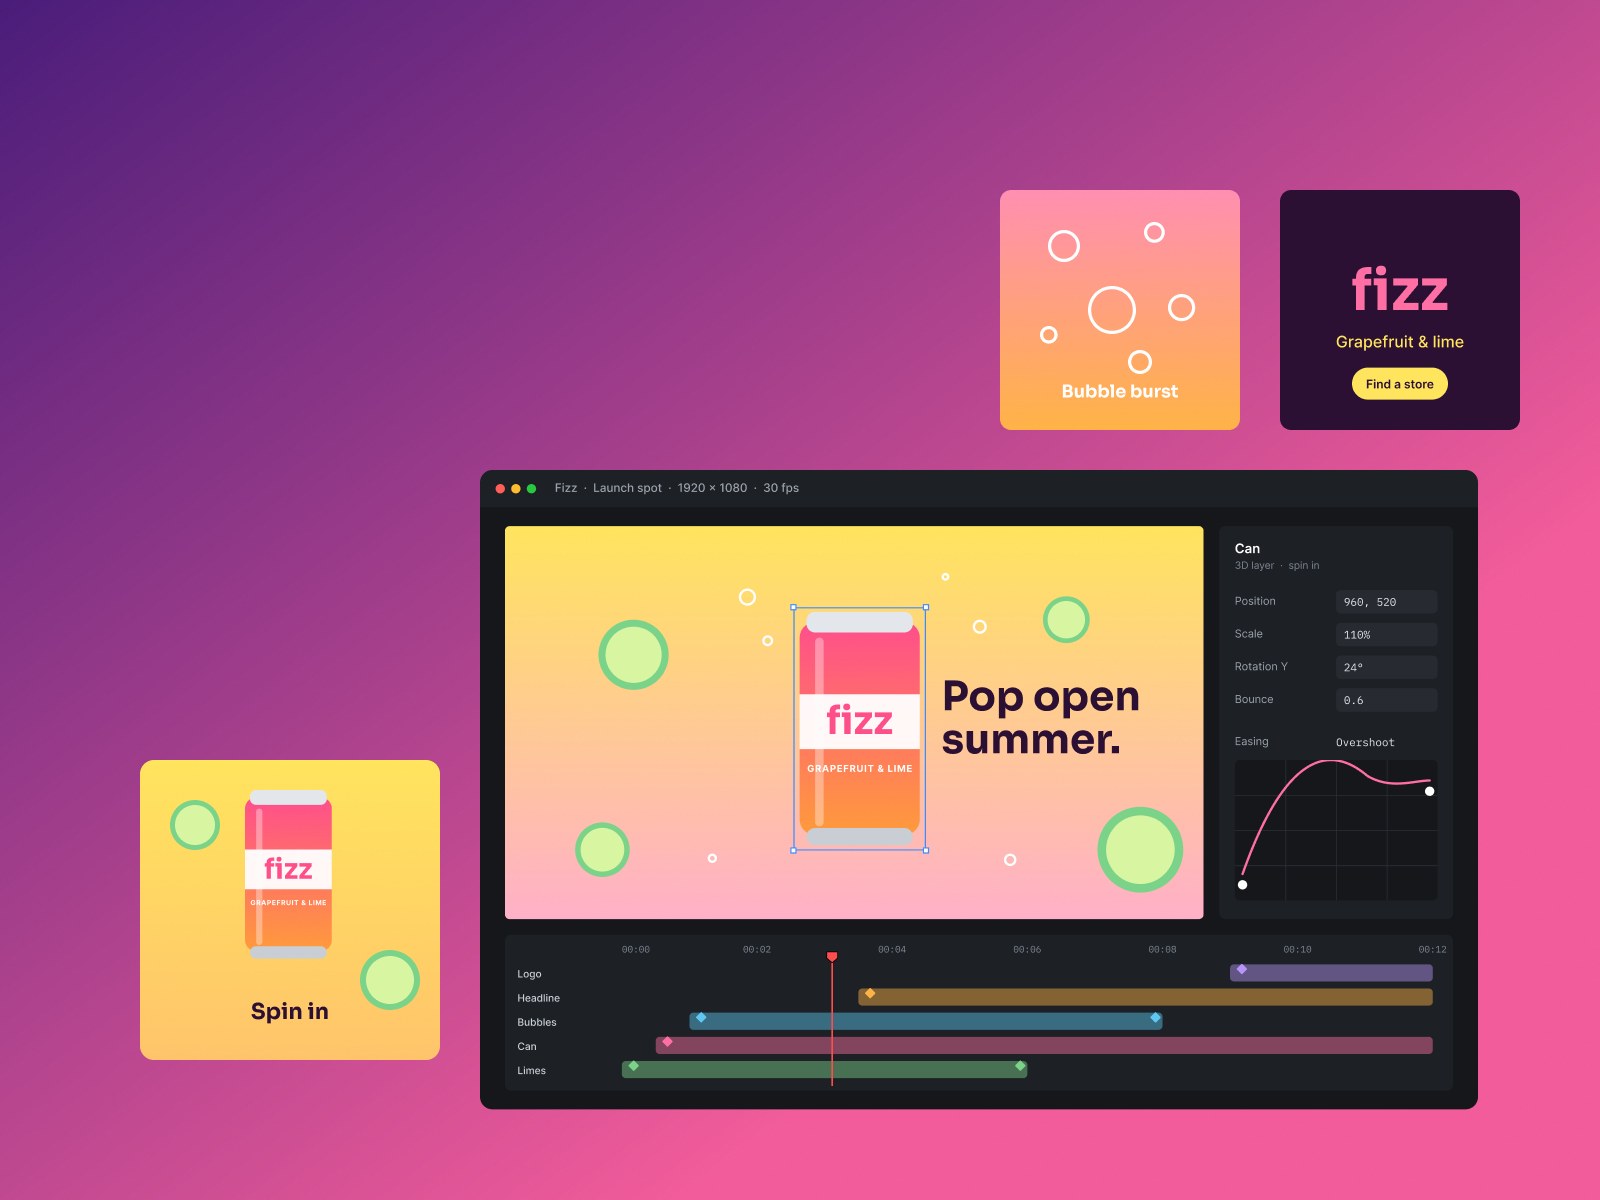 Bubble burst
fizz
Grapefruit & lime
Find a store
Fizz · Launch spot · 1920 × 1080 · 30 fps
fizz
GRAPEFRUIT & LIME
Pop open
summer.
Can
3D layer · spin in
Position 960, 520
Scale 110%
Rotation Y 24°
Bounce 0.6
Easing Overshoot
fizz
GRAPEFRUIT & LIME
Spin in
00:00 00:02 00:04 00:06 00:08 00:10 00:12
Logo
Headline
Bubbles
Can
Limes